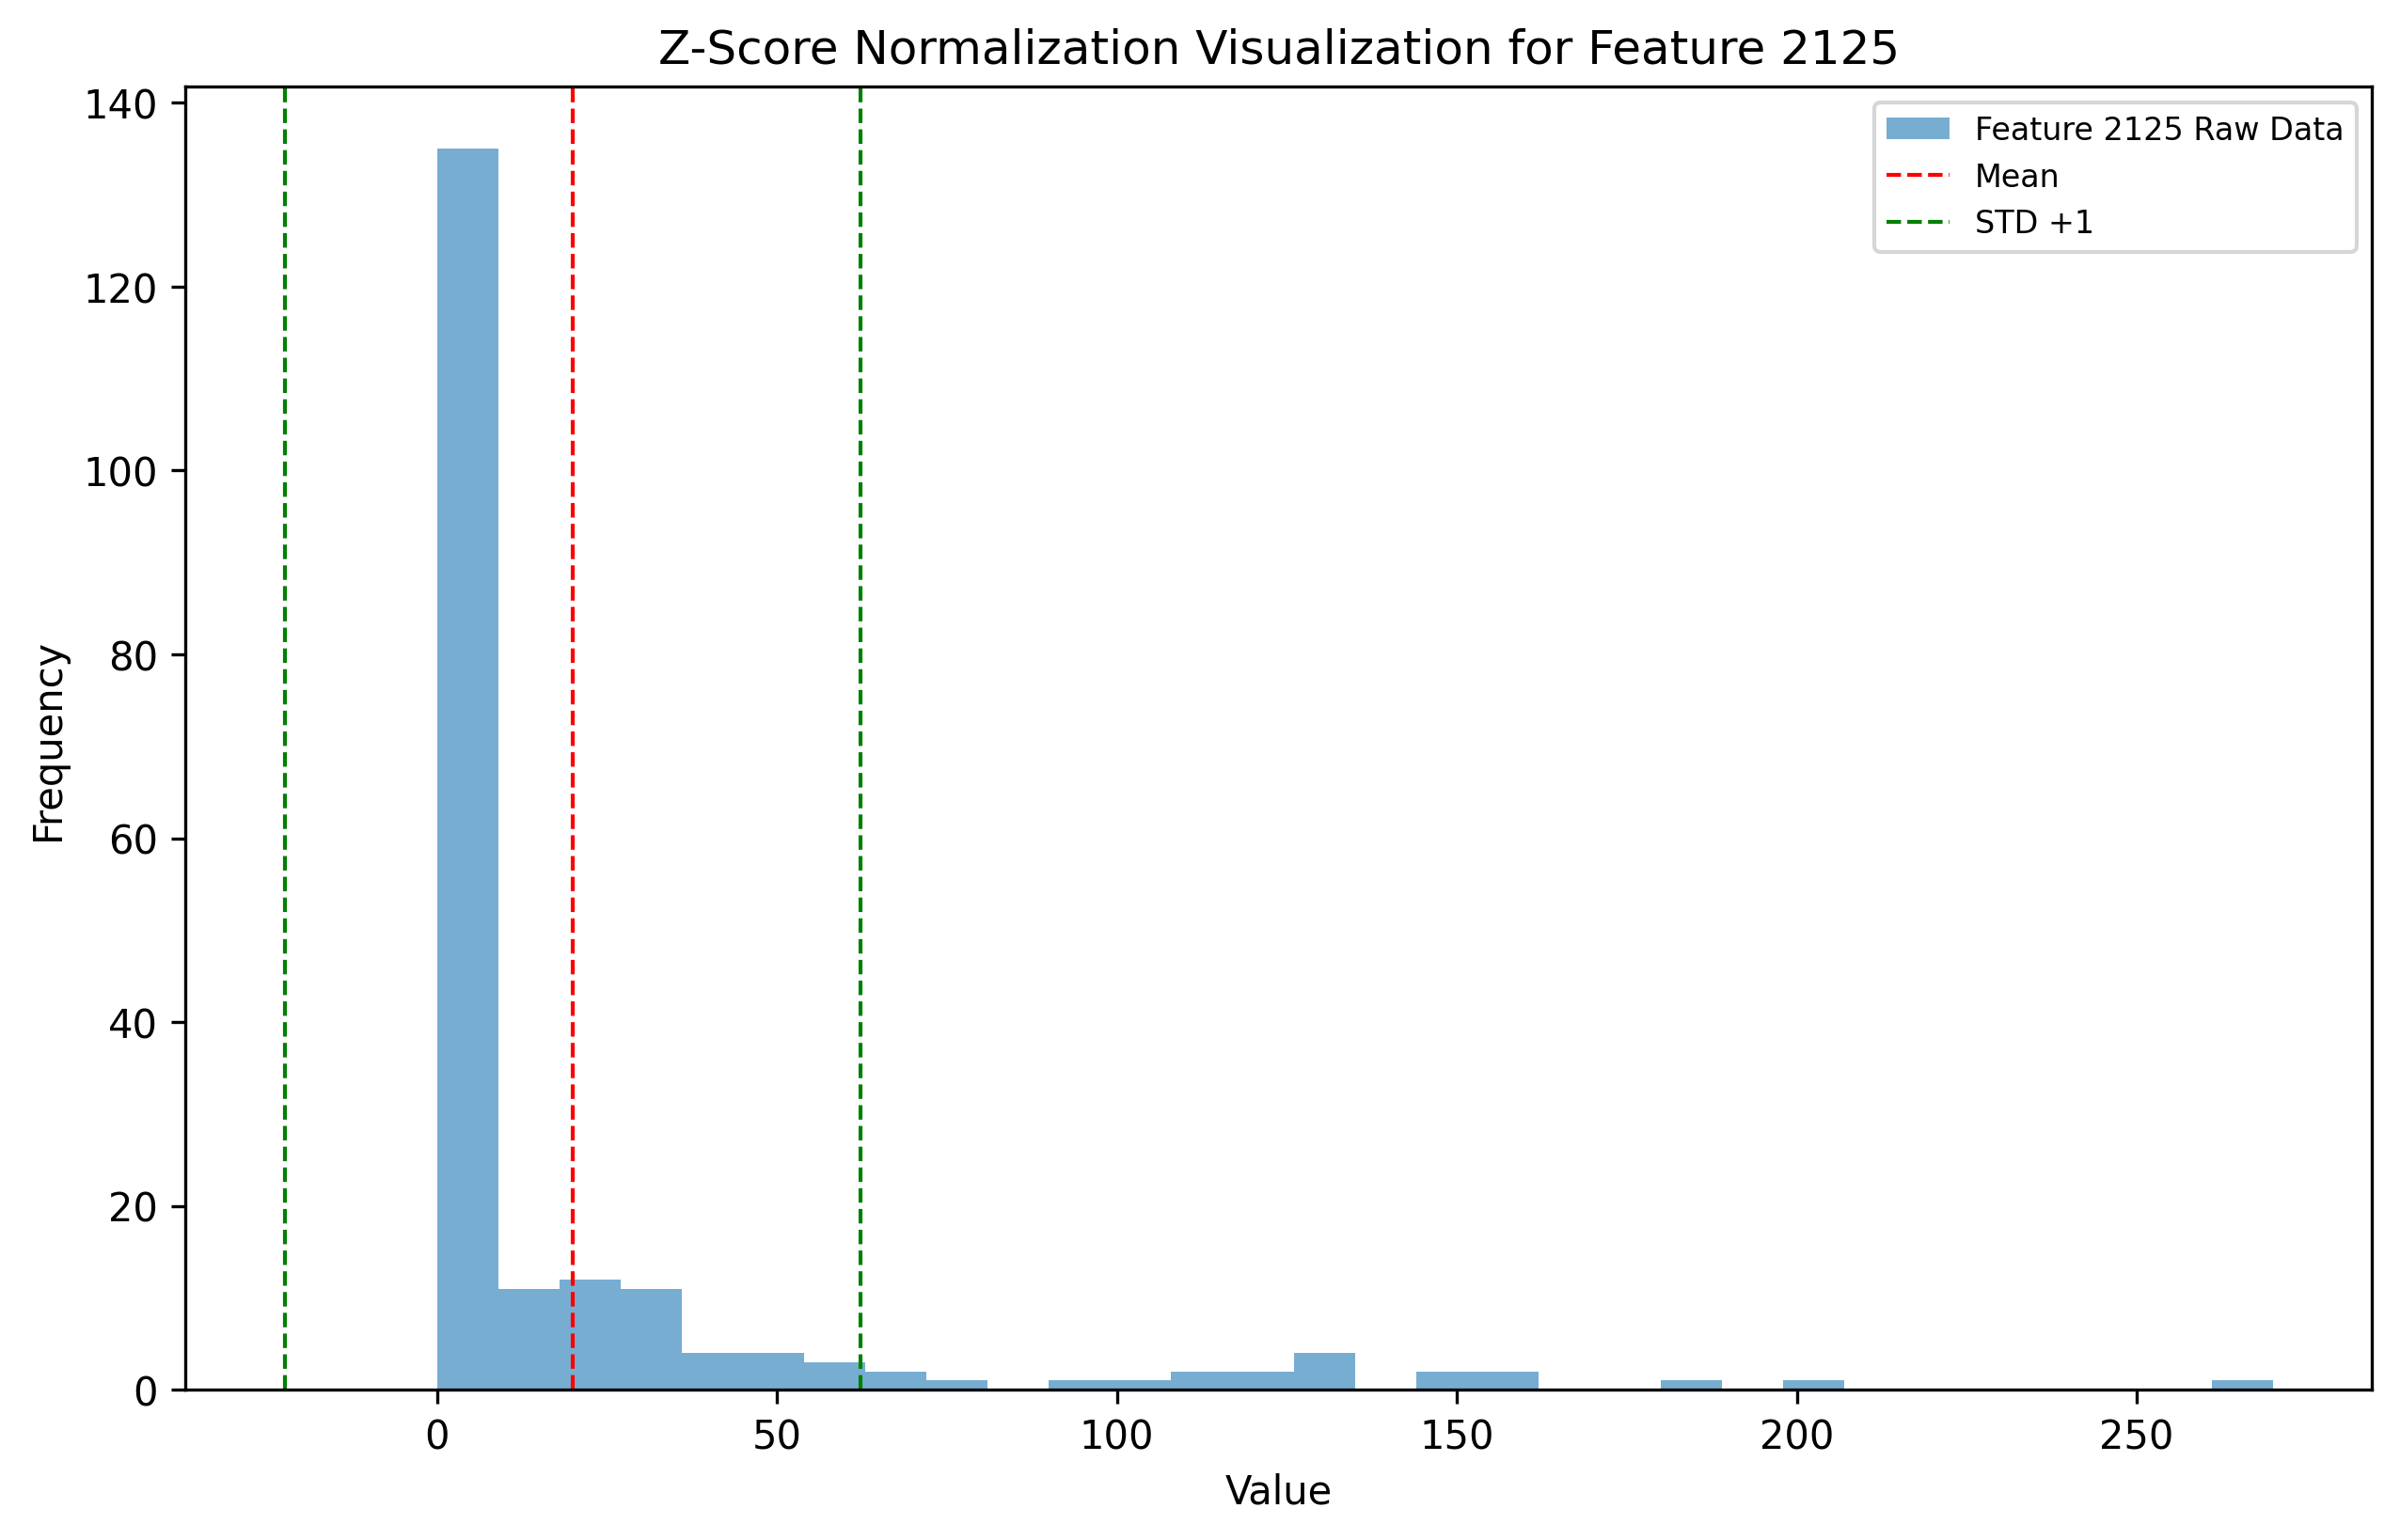 Z-Score Normalization Visualization for Feature 2125
140
120
100
80
60
40
20
0
Frequency
Feature 2125 Raw Data
Mean
STD +1
0 50 100 150 200 250
Value